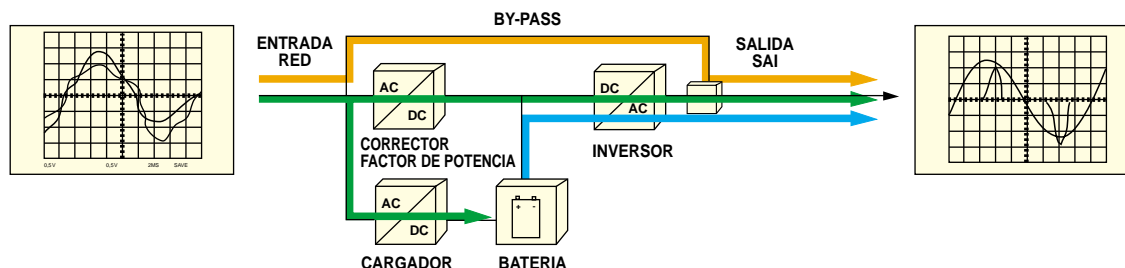 BY-PASS
ENTRADA
RED
SALIDA
SAI
AC
DC
DC
AC
CORRECTOR
FACTOR DE POTENCIA
INVERSOR
0,5V 0,5V 2MS SAVE
AC
DC
+ -
CARGADOR
BATERIA